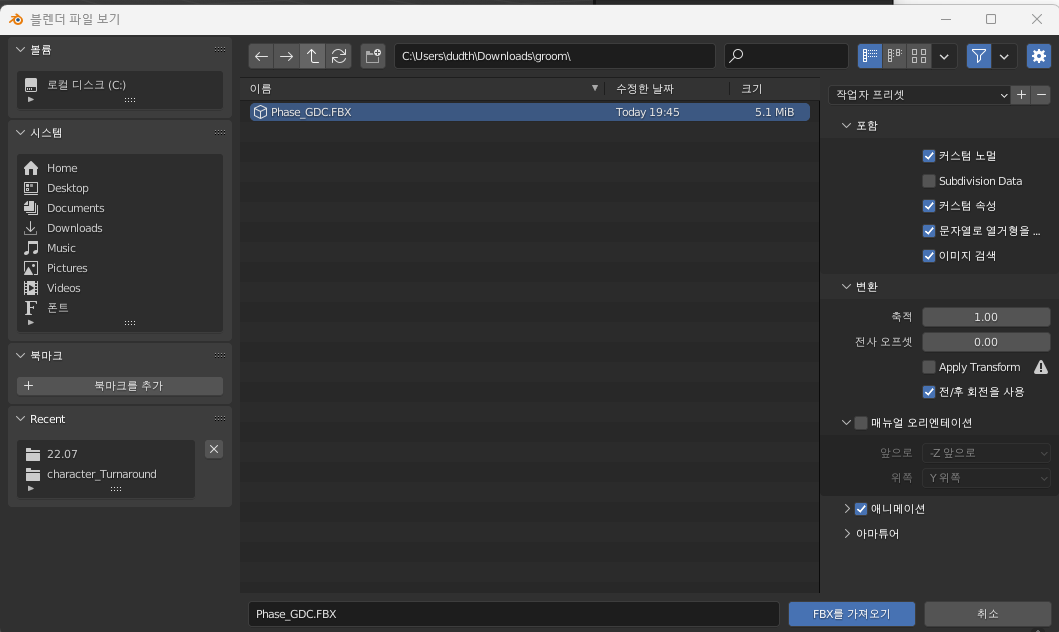 블렌더 파일 보기
볼륨
로컬 디스크 (C:)
시스템
Home
Desktop
Documents
Downloads
Music
Pictures
Videos
폰트
북마크
북마크를 추가
Recent
22.07
character_Turnaround
C:\Users\dudth\Downloads\groom\
이름 수정한 날짜 크기
Phase_GDC.FBX Today 19:45 5.1 MiB
작업자 프리셋
포함
커스텀 노멀
Subdivision Data
커스텀 속성
문자열로 열거형을 ...
이미지 검색
변환
축적 1.00
전사 오프셋 0.00
Apply Transform
전/후 회전을 사용
매뉴얼 오리엔테이션
앞으로 -Z 앞으로
위쪽 Y 위쪽
애니메이션
아마튜어
Phase_GDC.FBX
FBX를 가져오기
취소